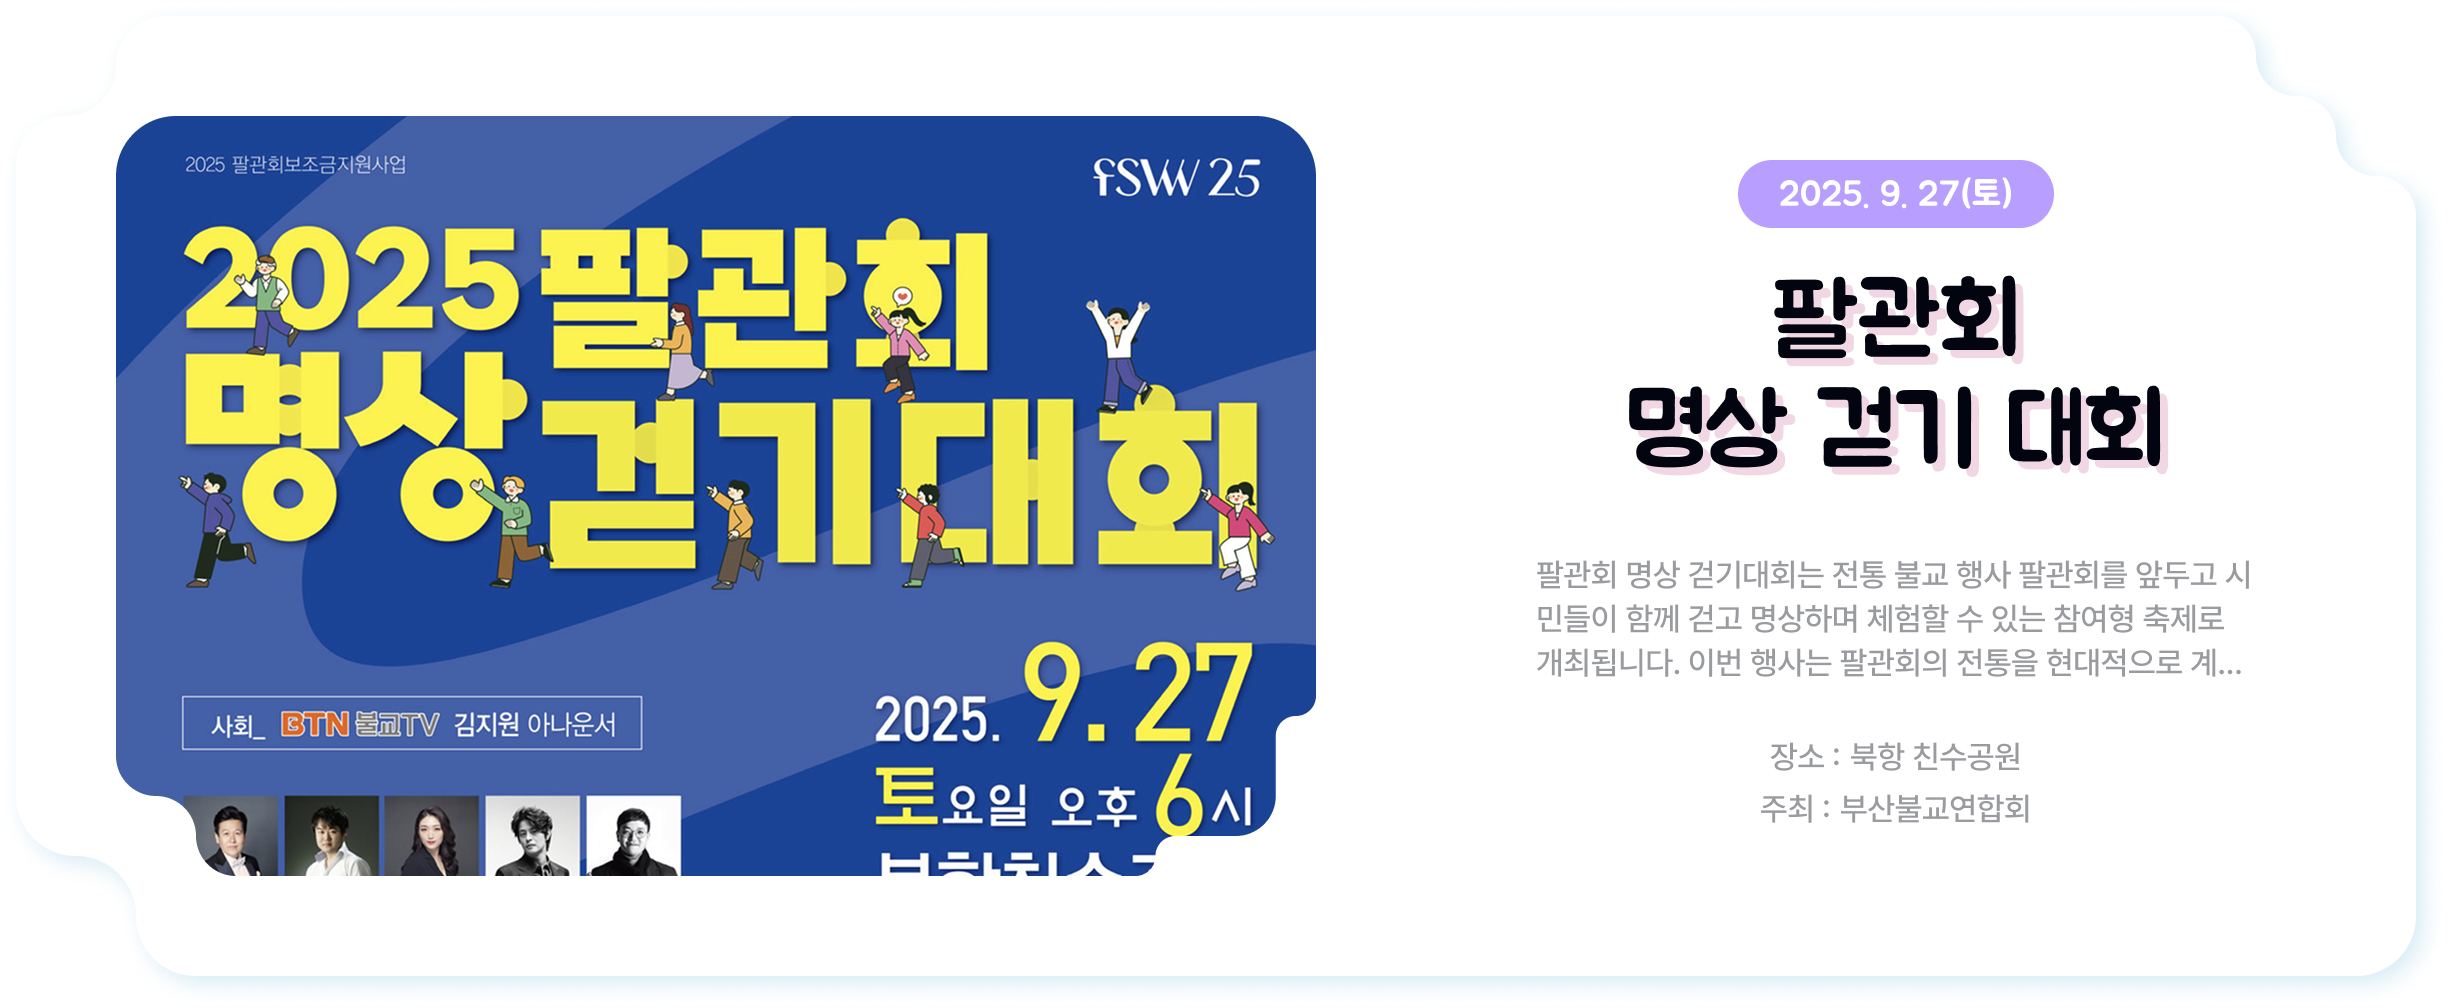 2025 팔관회보조금지원사업
fSWW 25
2025 팔관회
명상 걷기대회
2025. 9. 27
토요일 오후 6시
사회_ BTN 불교TV 김지원 아나운서
2025. 9. 27(토)
팔관회
명상 걷기 대회
팔관회 명상 걷기대회는 전통 불교 행사 팔관회를 앞두고 시
민들이 함께 걷고 명상하며 체험할 수 있는 참여형 축제로
개최됩니다. 이번 행사는 팔관회의 전통을 현대적으로 계...
장소 : 북항 친수공원
주최 : 부산불교연합회